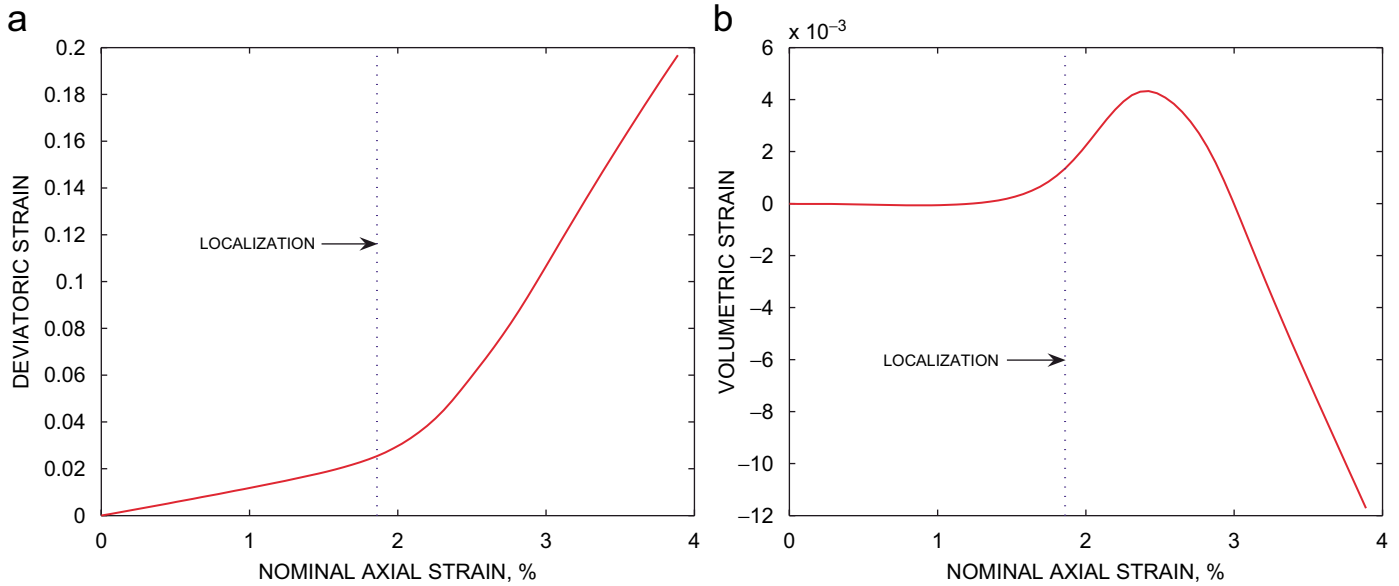 a
0.2
0.18
0.16
0.14
0.12
0.1
0.08
0.06
0.04
0.02
0
DEVIATORIC STRAIN
LOCALIZATION
0 1 2 3 4
NOMINAL AXIAL STRAIN, %
b
x 10⁻³
6
4
2
0
−2
−4
−6
−8
−10
−12
VOLUMETRIC STRAIN
LOCALIZATION
0 1 2 3 4
NOMINAL AXIAL STRAIN, %